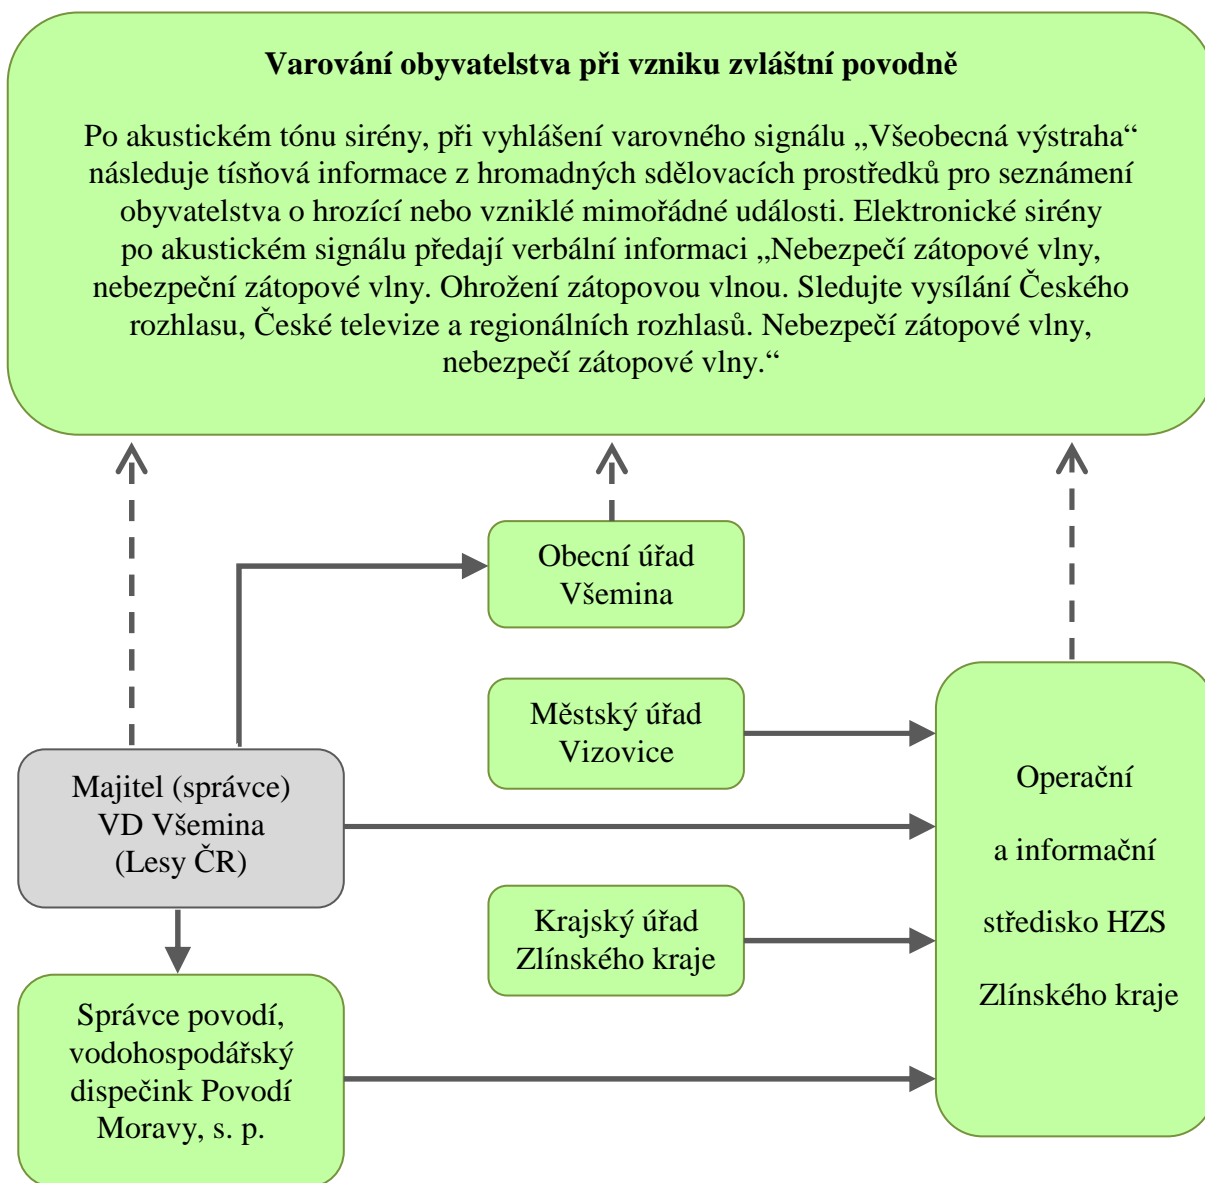 Varování obyvatelstva při vzniku zvláštní povodně
Po akustickém tónu sirény, při vyhlášení varovného signálu „Všeobecná výstraha“
následuje tísňová informace z hromadných sdělovacích prostředků pro seznámení
obyvatelstva o hrozící nebo vzniklé mimořádné události. Elektronické sirény
po akustickém signálu předají verbální informaci „Nebezpečí zátopové vlny,
nebezpeční zátopové vlny. Ohrožení zátopovou vlnou. Sledujte vysílání Českého
rozhlasu, České televize a regionálních rozhlasů. Nebezpečí zátopové vlny,
nebezpečí zátopové vlny.“
Obecní úřad
Všemina
Městský úřad
Vizovice
Majitel (správce)
VD Všemina
(Lesy ČR)
Krajský úřad
Zlínského kraje
Správce povodí,
vodohospodářský
dispečink Povodí
Moravy, s. p.
Operační
a informační
středisko HZS
Zlínského kraje